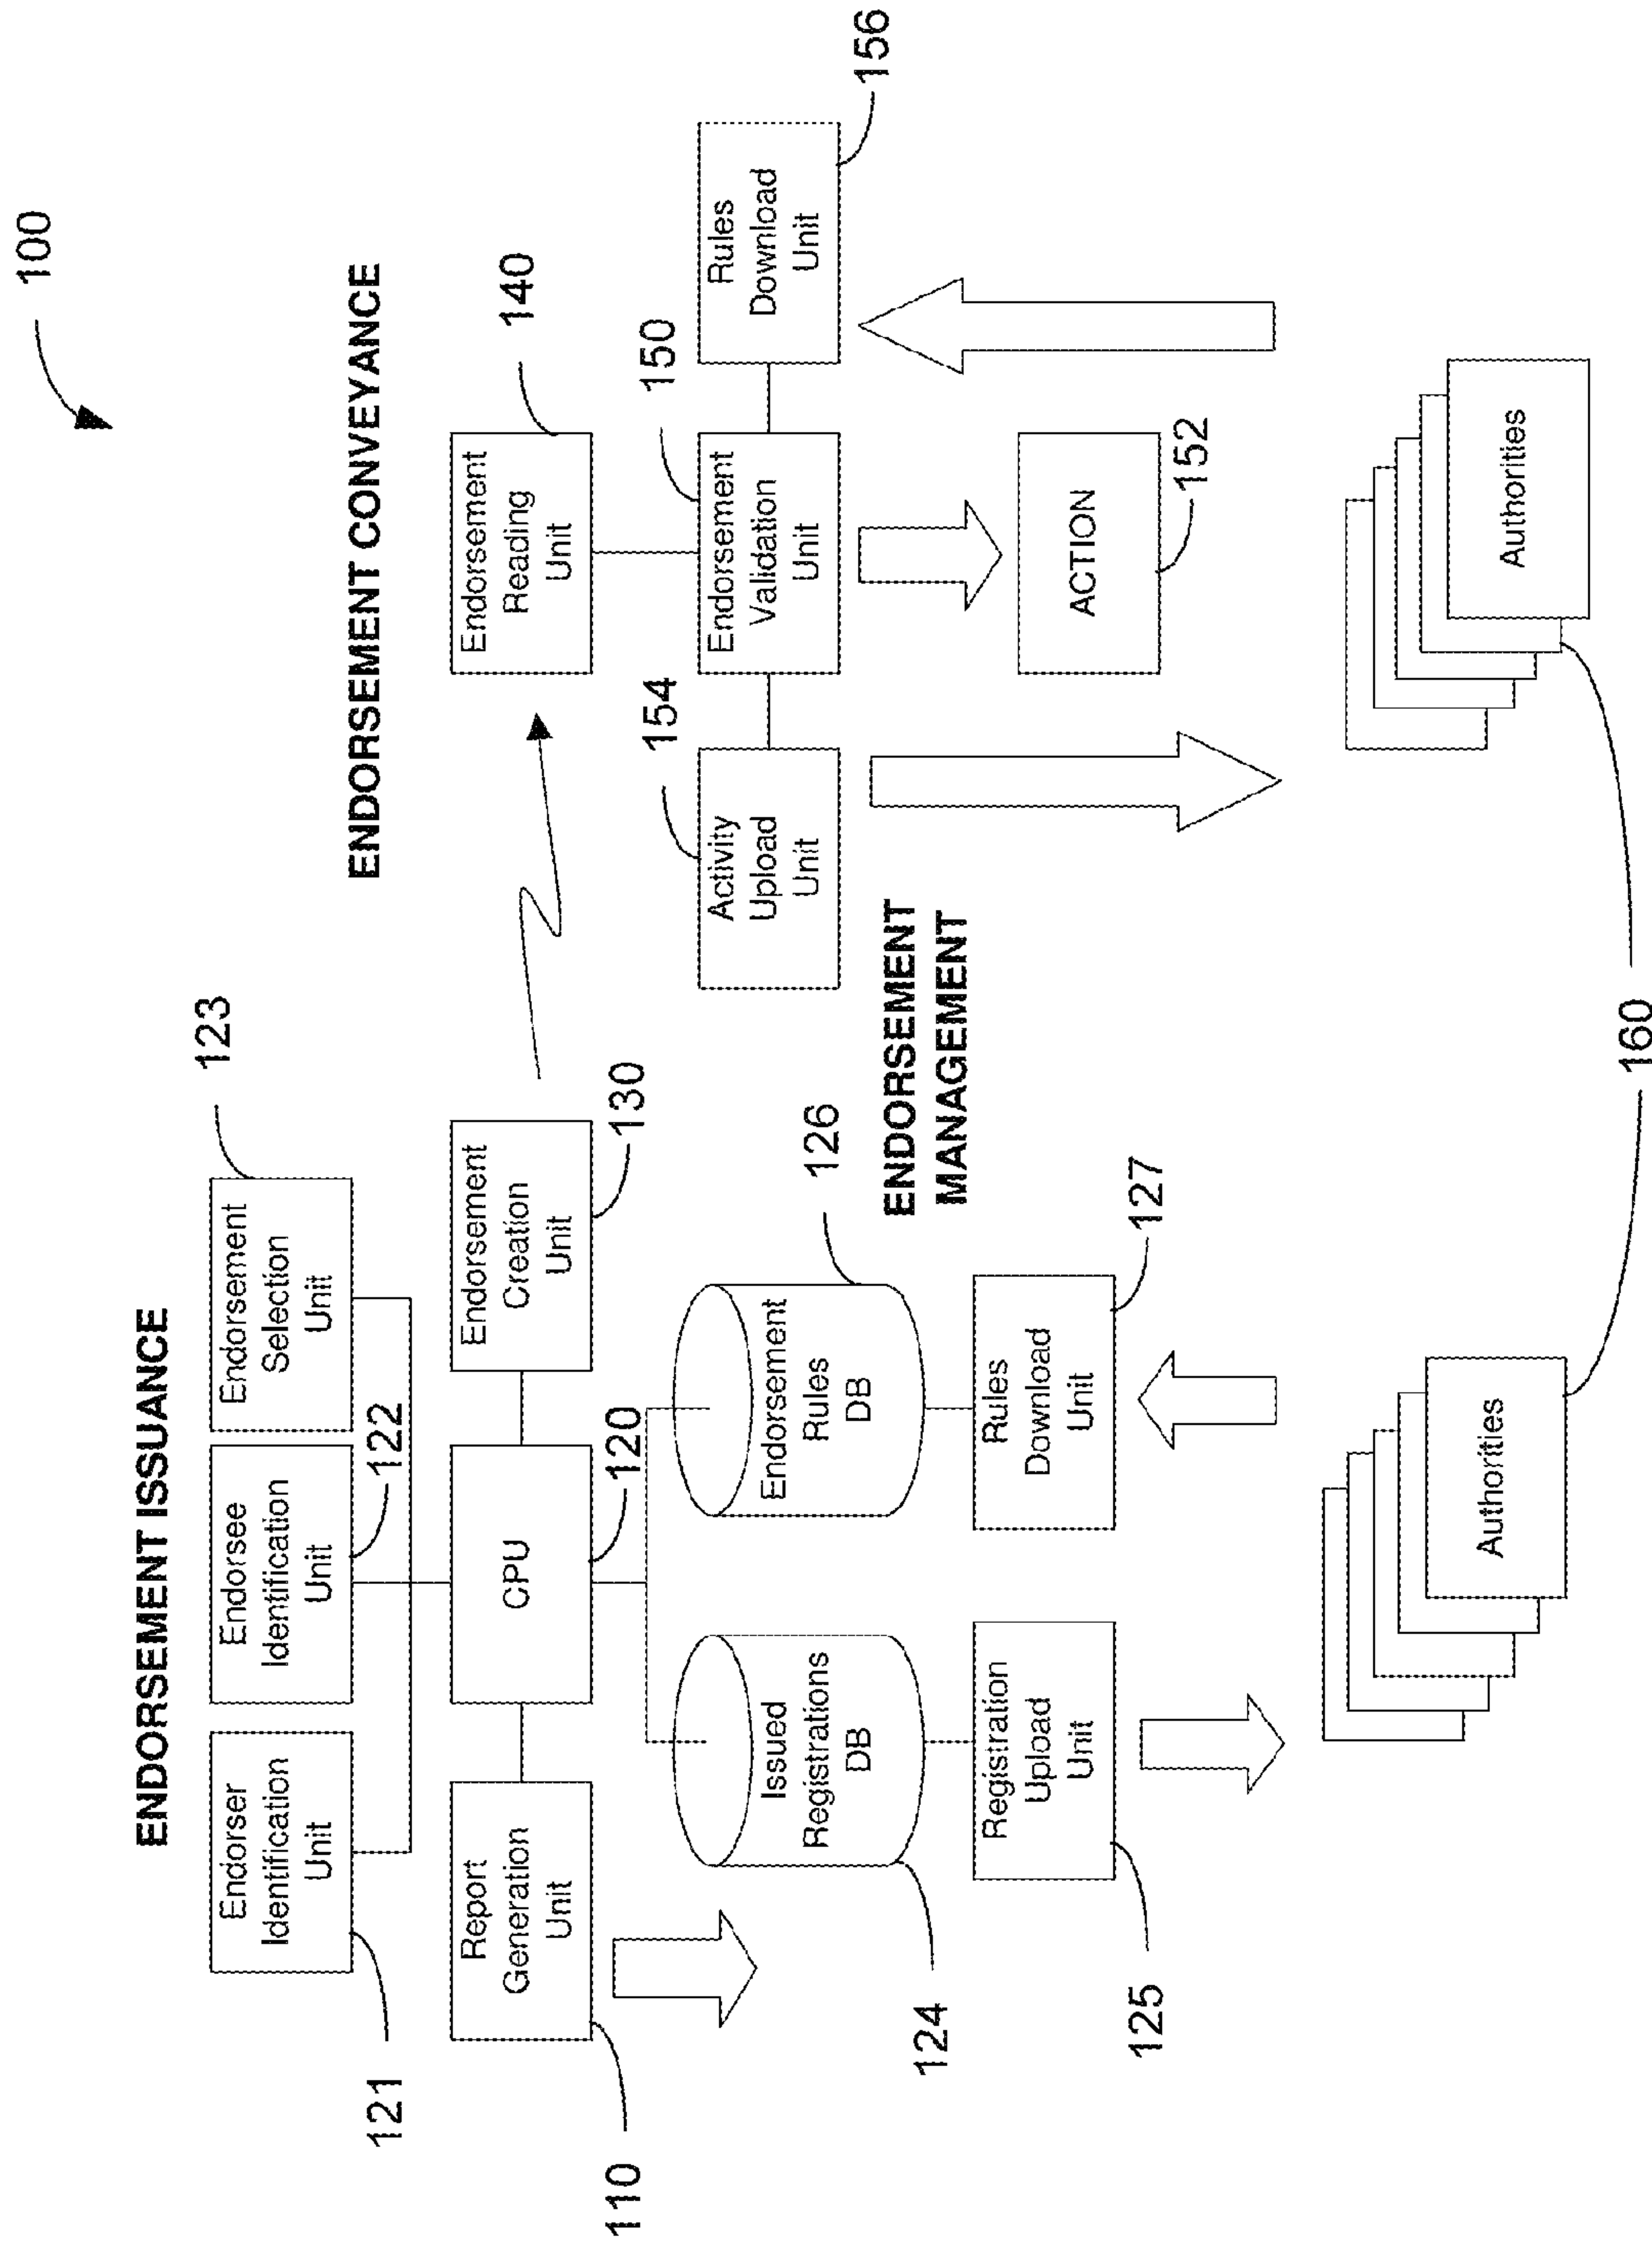 100
ENDORSEMENT ISSUANCE
ENDORSEMENT CONVEYANCE
121
Endorser
Identification
Unit
Endorsee
Identification
Unit
122
Endorsement
Selection
Unit
123
110
Report
Generation
Unit
CPU
120
Endorsement
Creation
Unit
130
Endorsement
Reading
Unit
140
124
Issued
Registrations
DB
Endorsement
Rules
DB
126
154
Activity
Upload
Unit
150
Endorsement
Validation
Unit
Rules
Download
Unit
156
125
Registration
Upload
Unit
Rules
Download
Unit
127
ENDORSEMENT
MANAGEMENT
ACTION
152
Authorities
Authorities
160